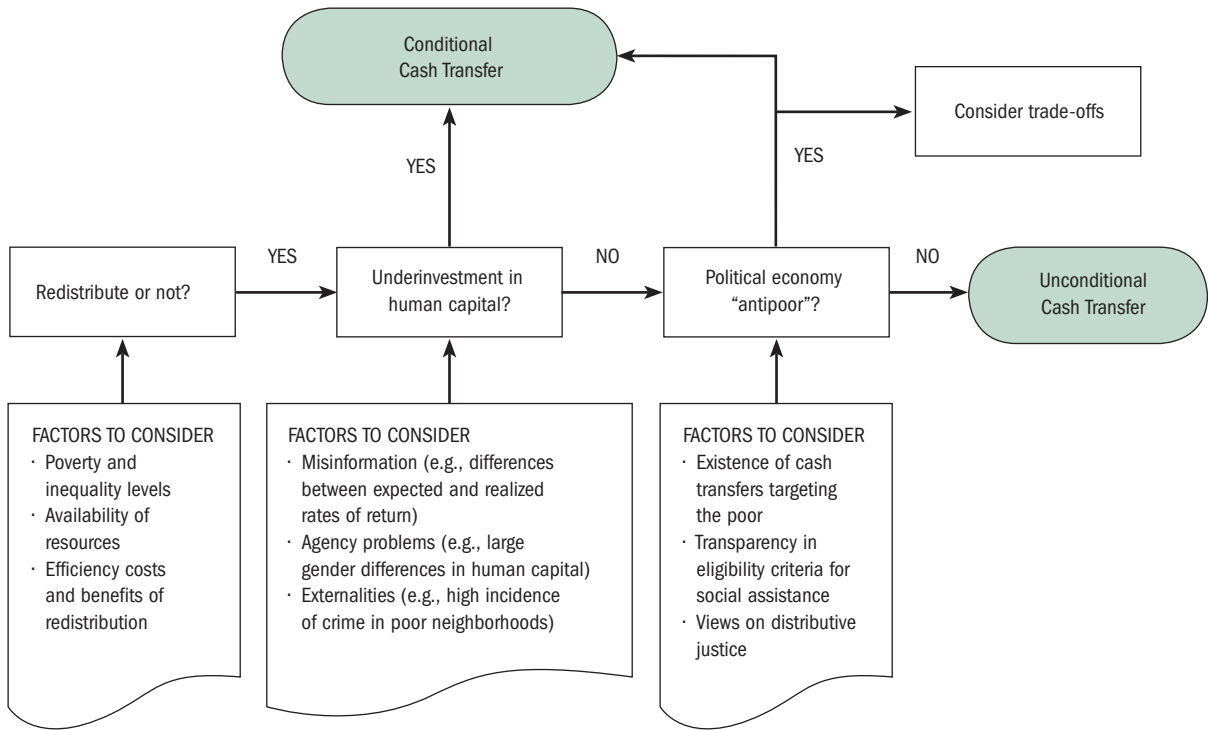 Conditional
Cash Transfer
Consider trade-offs
YES
YES
Redistribute or not?
YES
Underinvestment in
human capital?
NO
Political economy
“antipoor”?
NO
Unconditional
Cash Transfer
FACTORS TO CONSIDER
· Poverty and
inequality levels
· Availability of
resources
· Efficiency costs
and benefits of
redistribution
FACTORS TO CONSIDER
· Misinformation (e.g., differences
between expected and realized
rates of return)
· Agency problems (e.g., large
gender differences in human capital)
· Externalities (e.g., high incidence
of crime in poor neighborhoods)
FACTORS TO CONSIDER
· Existence of cash
transfers targeting
the poor
· Transparency in
eligibility criteria for
social assistance
· Views on distributive
justice